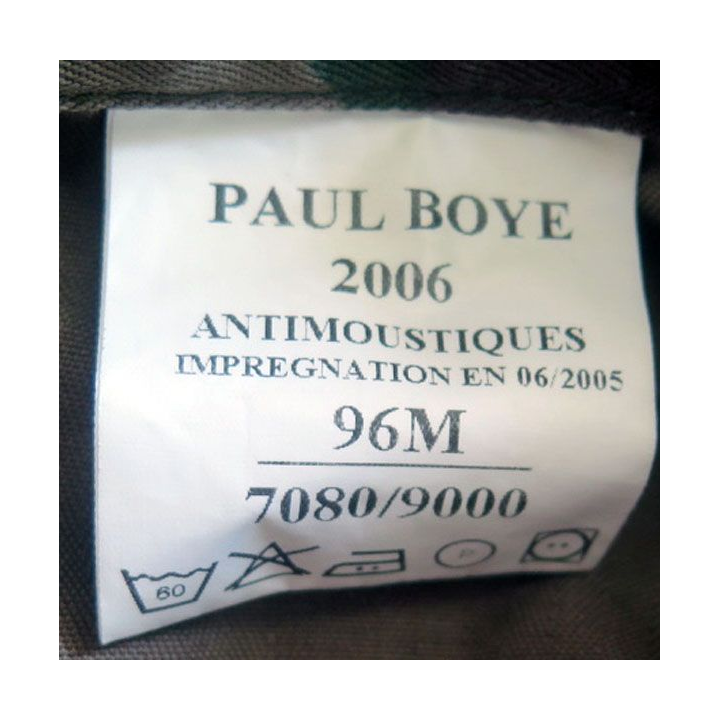 PAUL BOYE
2006
ANTIMOUSTIQUES
IMPREGNATION EN 06/2005
96M
7080/9000
60 P